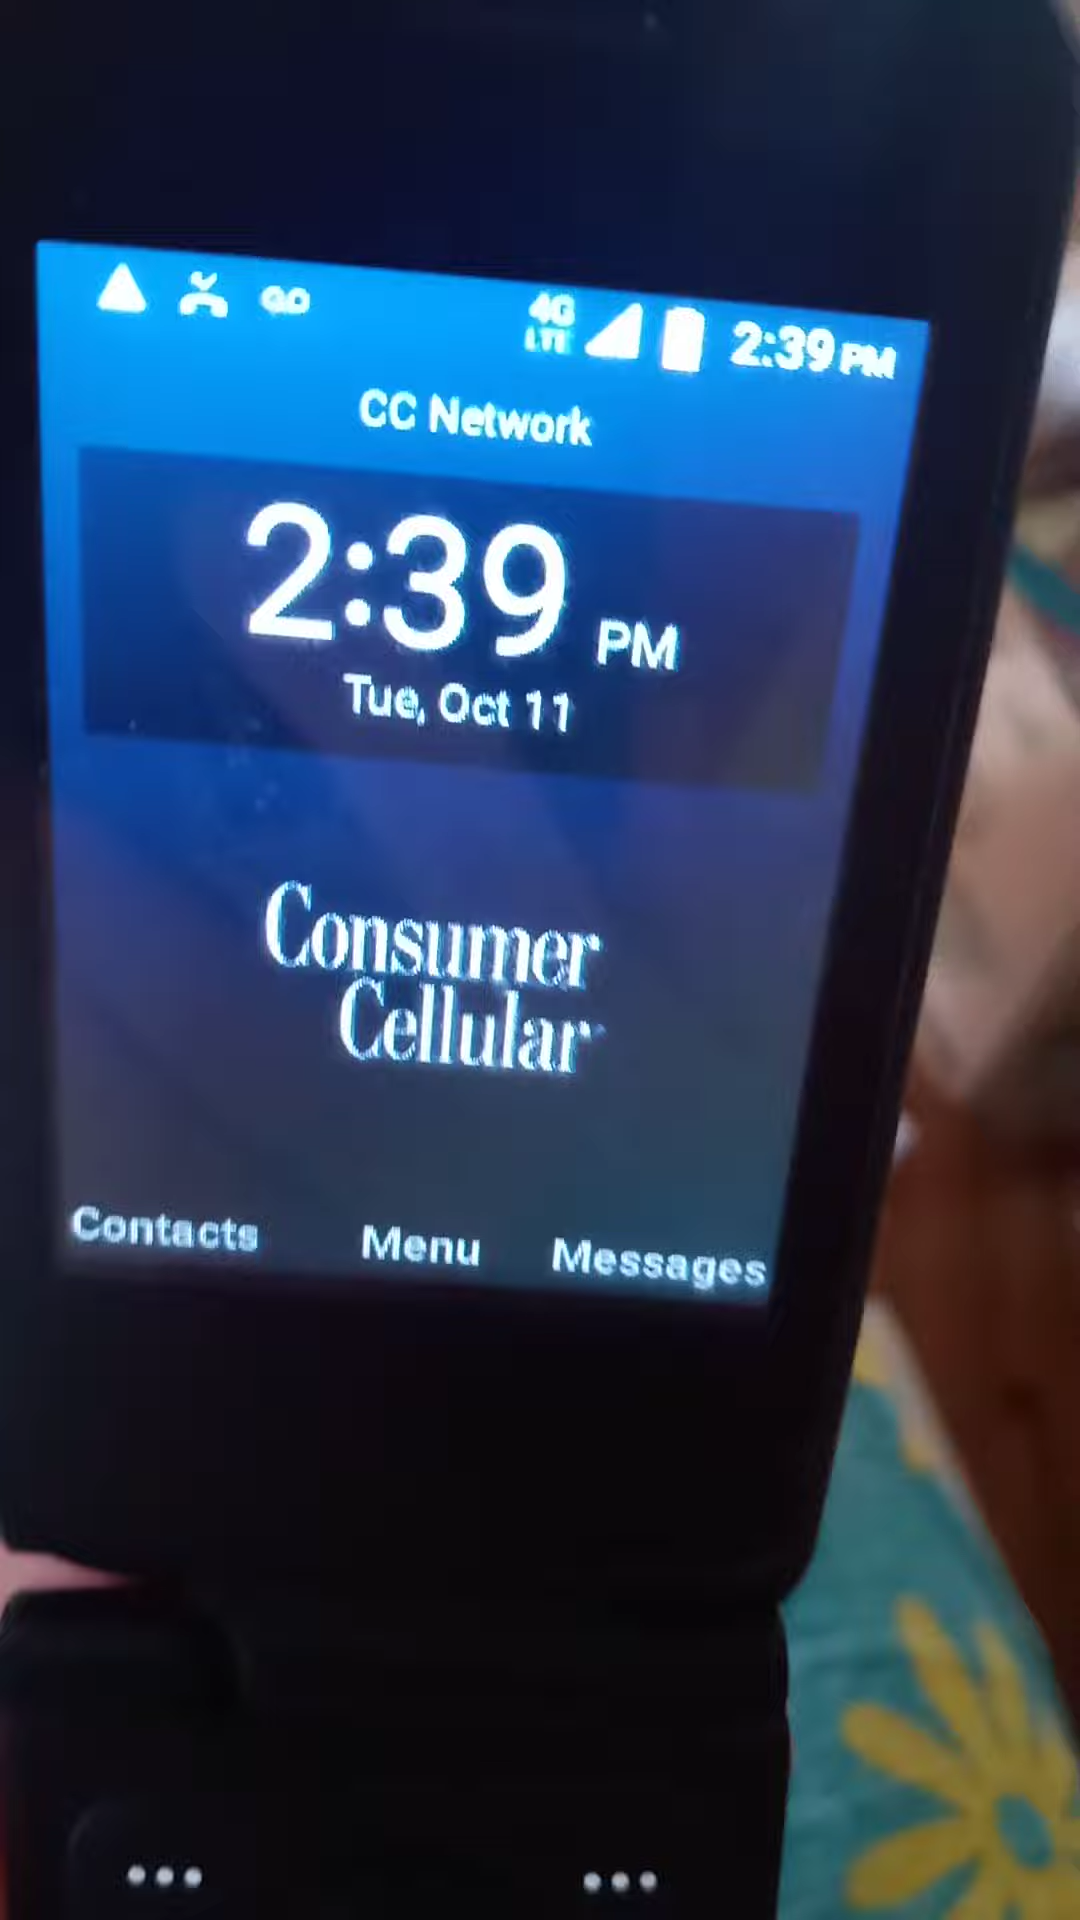 4G
LTE
2:39 PM
CC Network
2:39 PM
Tue, Oct 11
Consumer
Cellular
Contacts Menu Messages